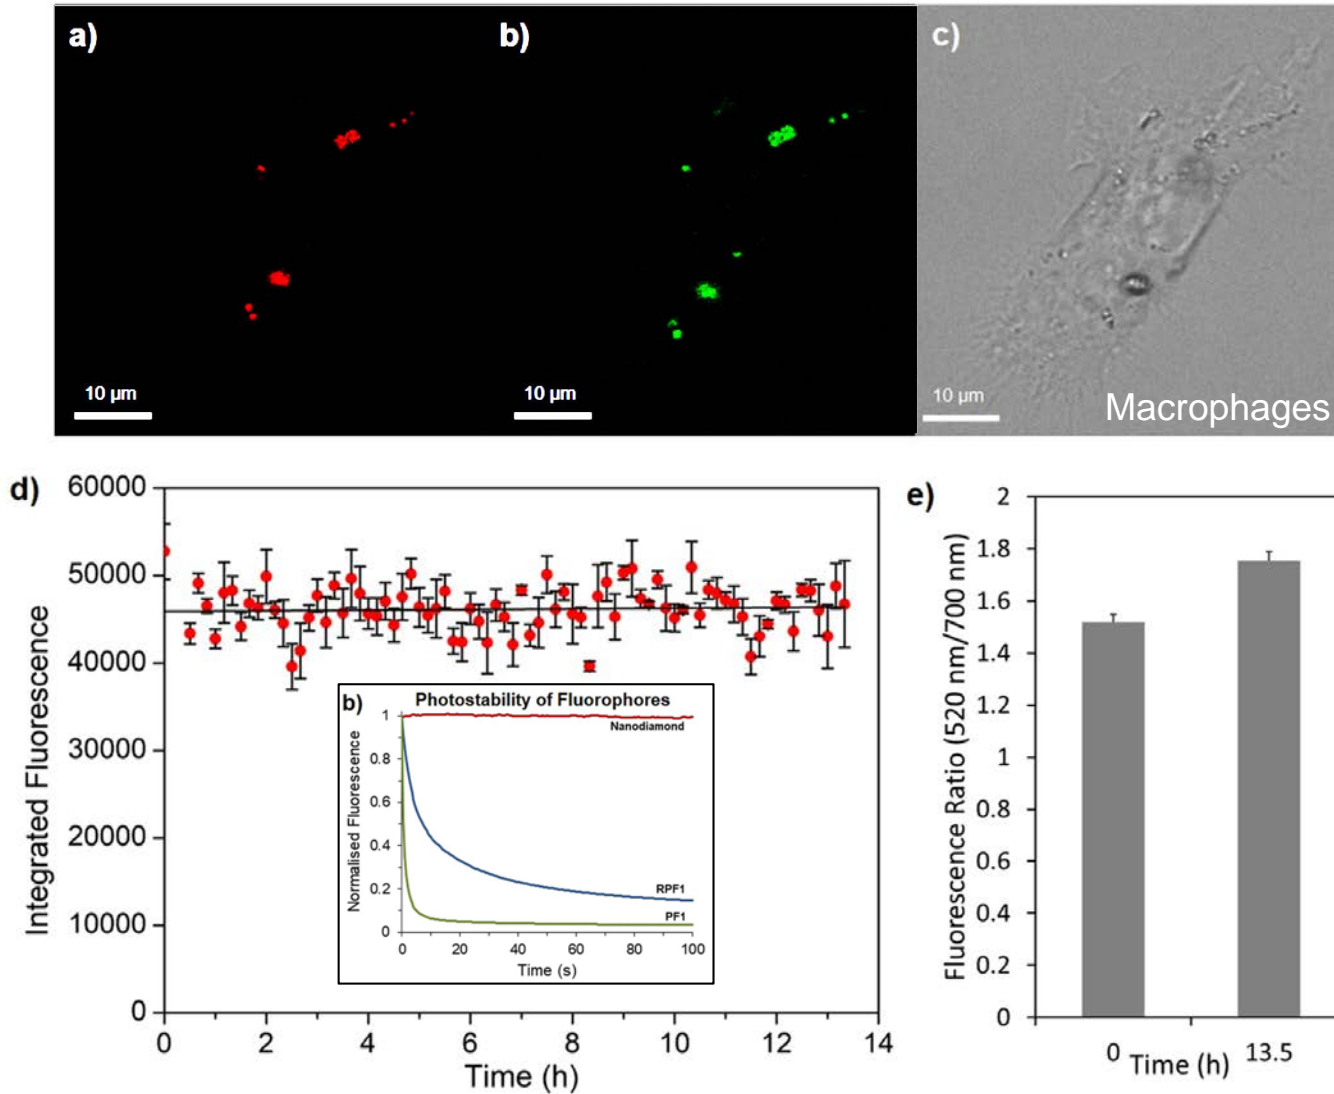 a)
b)
c)
10 µm
10 µm
10 µm
Macrophages
d)
60000
50000
40000
30000
20000
10000
0
Integrated Fluorescence
0 2 4 6 8 10 12 14
Time (h)
b) Photostability of Fluorophores
1
0.8
0.6
0.4
0.2
0
Normalised Fluorescence
Nanodiamond
RPF1
PF1
0 20 40 60 80 100
Time (s)
e)
2
1.8
1.6
1.4
1.2
1
0.8
0.6
0.4
0.2
0
Fluorescence Ratio (520 nm/700 nm)
0 13.5
Time (h)